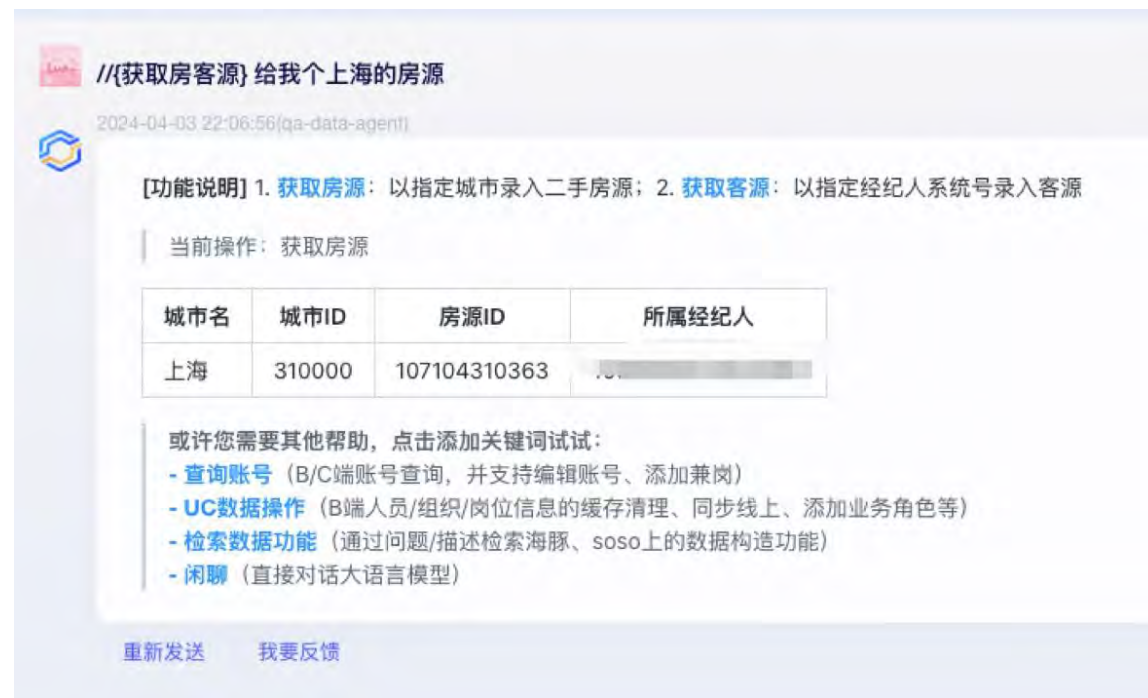 //{获取房客源} 给我个上海的房源
2024-04-03 22:06:56(qa-data-agent)
[功能说明] 1. 获取房源：以指定城市录入二手房源；2. 获取客源：以指定经纪人系统号录入客源
当前操作：获取房源
城市名 城市ID 房源ID 所属经纪人
上海 310000 107104310363
或许您需要其他帮助，点击添加关键词试试：
- 查询账号（B/C端账号查询，并支持编辑账号、添加兼岗）
- UC数据操作（B端人员/组织/岗位信息的缓存清理、同步线上、添加业务角色等）
- 检索数据功能（通过问题/描述检索海豚、soso上的数据构造功能）
- 闲聊（直接对话大语言模型）
重新发送 我要反馈